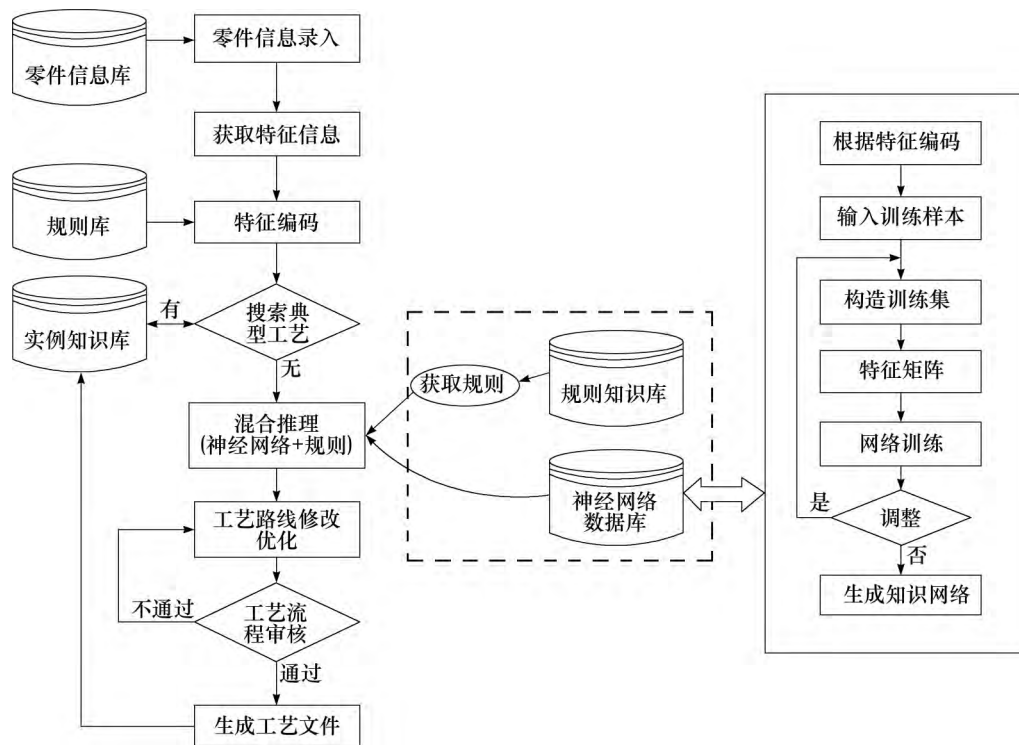 零件信息库
零件信息录入
获取特征信息
规则库
特征编码
实例知识库
有
搜索典
型工艺
无
混合推理
(神经网络+规则)
获取规则
规则知识库
神经网络
数据库
工艺路线修改
优化
不通过
工艺流
程审核
通过
生成工艺文件
根据特征编码
输入训练样本
构造训练集
特征矩阵
网络训练
是
调整
否
生成知识网络